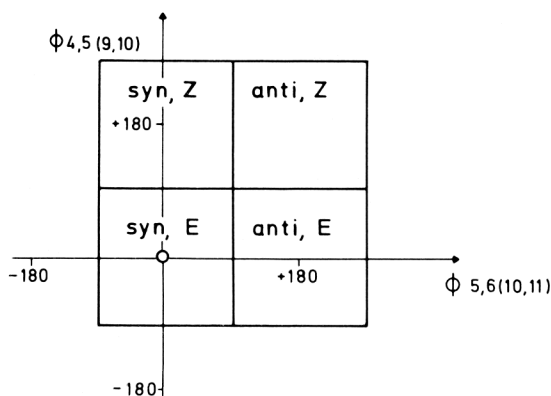 ϕ4,5(9,10)
syn, Z anti, Z
+180
syn, E anti, E
-180 +180
ϕ 5,6(10,11)
-180